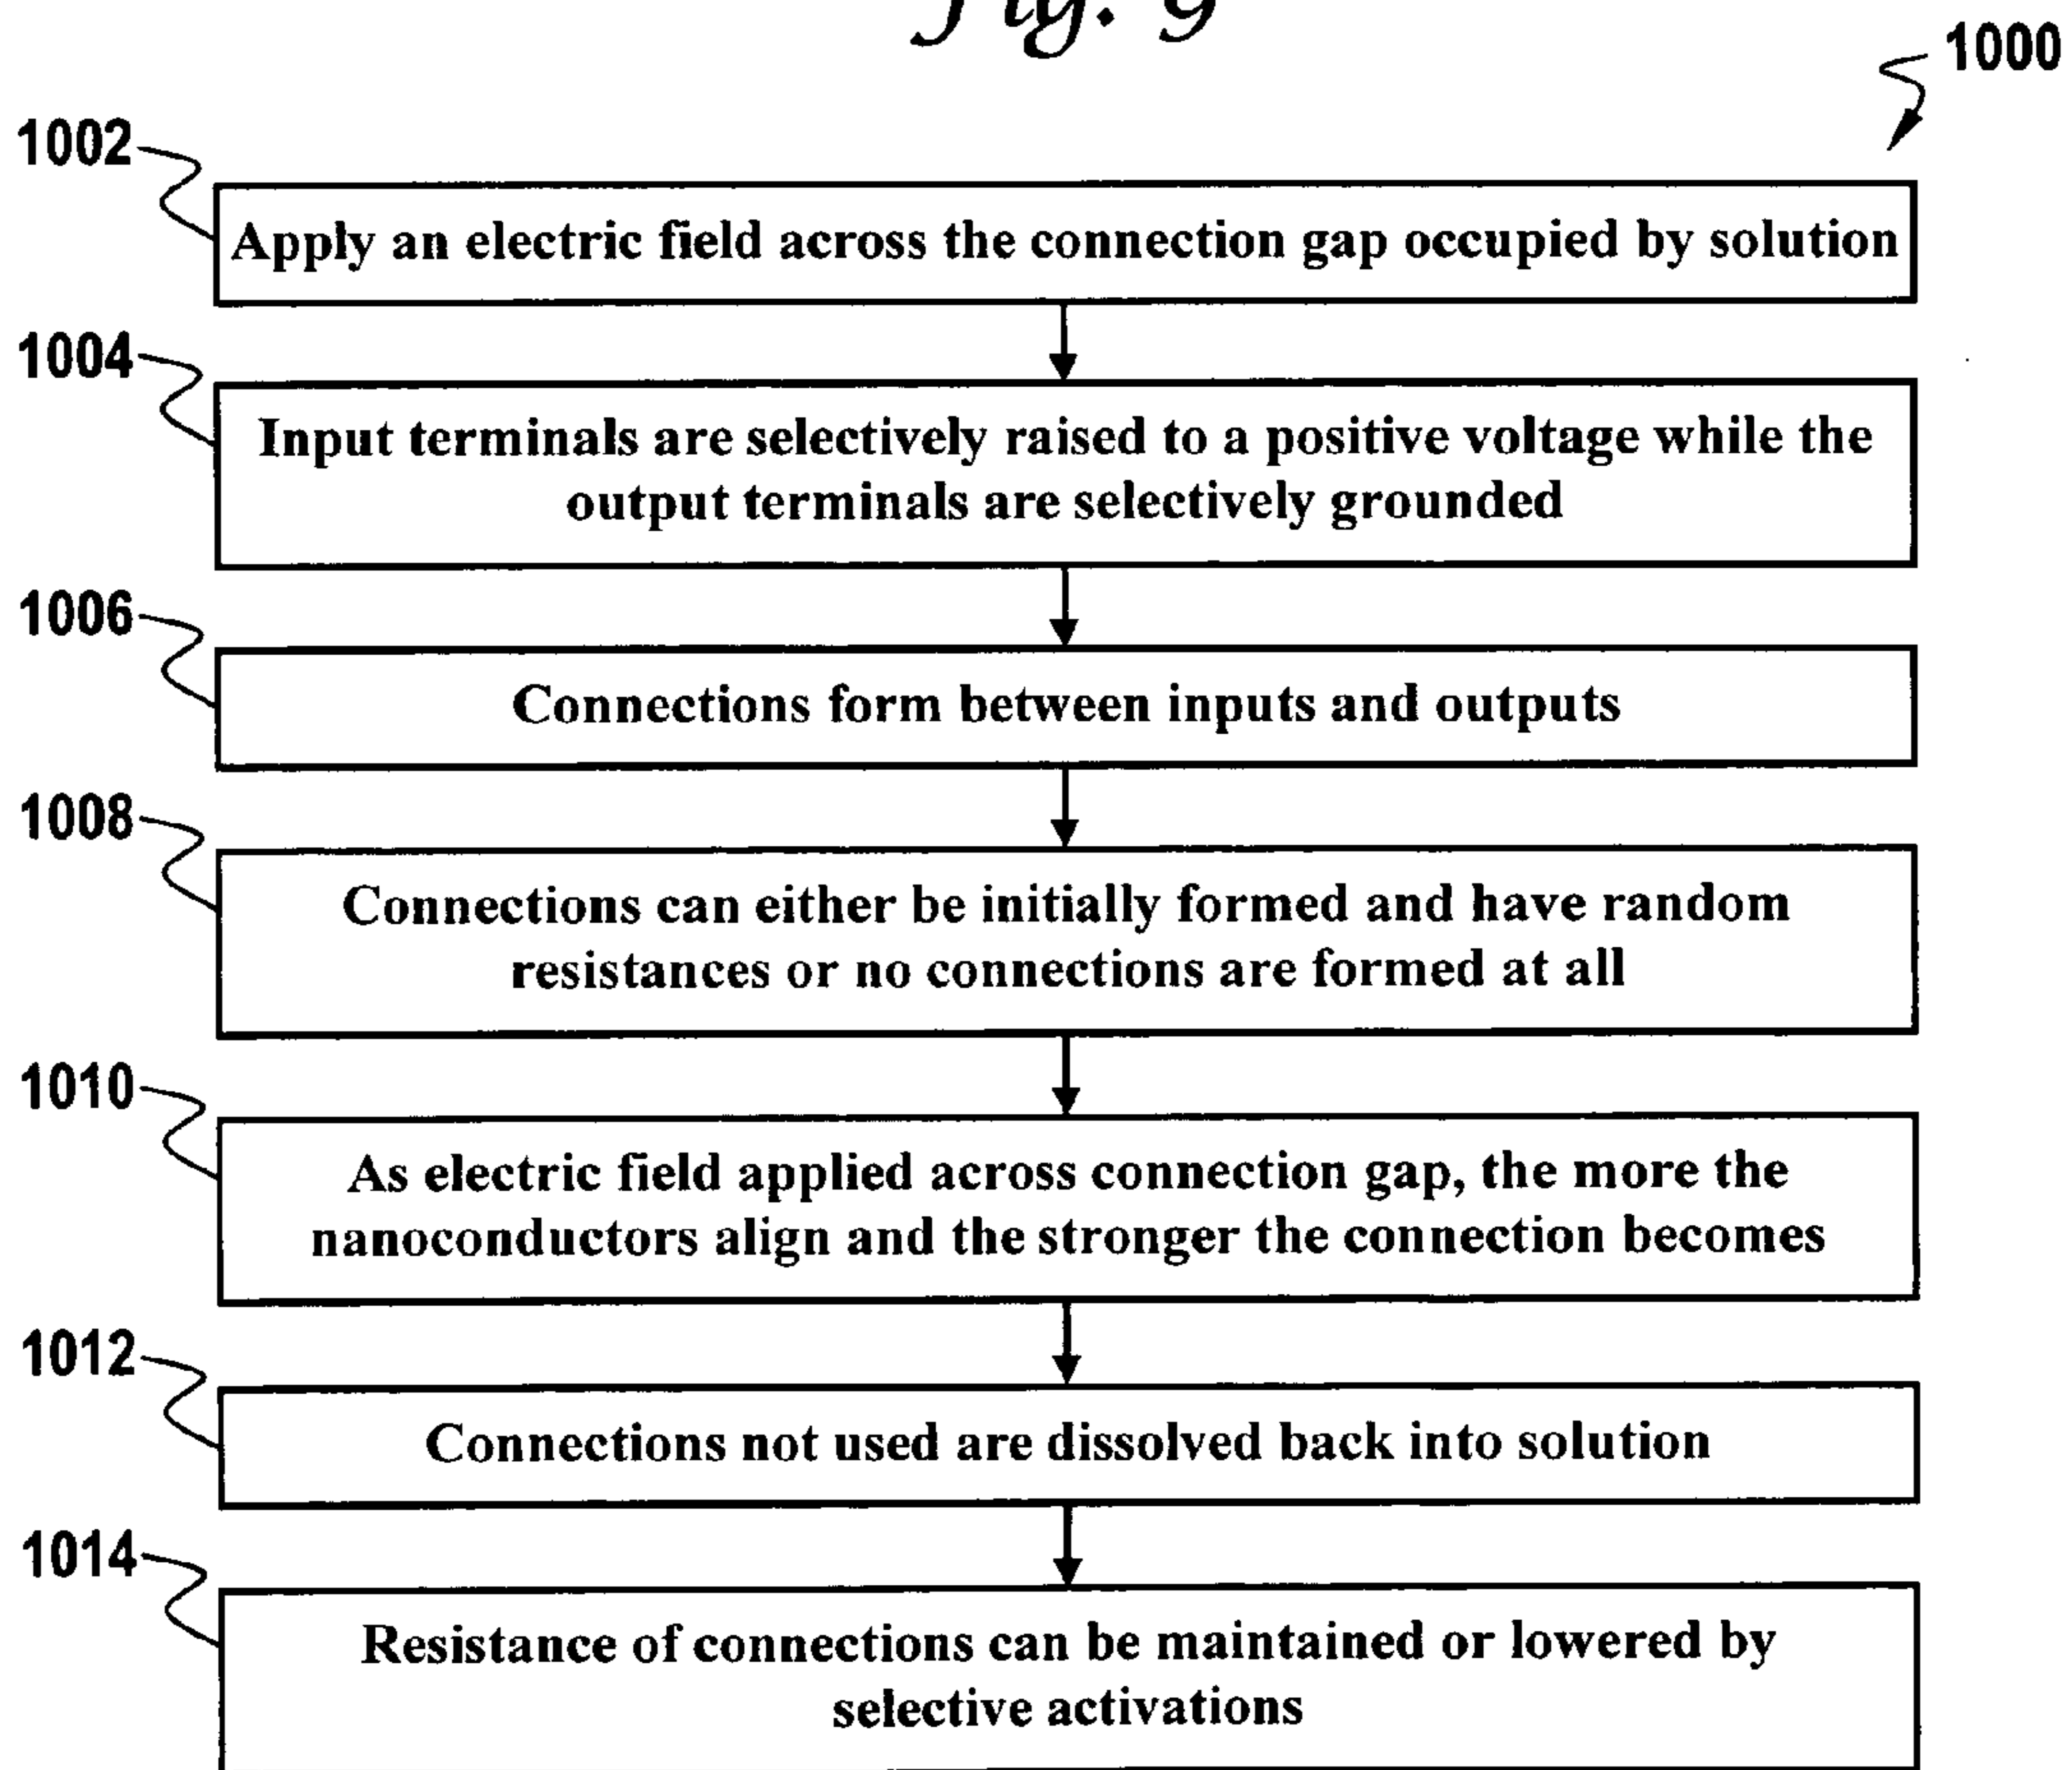 Fig. 9
1000
1002
Apply an electric field across the connection gap occupied by solution
1004
Input terminals are selectively raised to a positive voltage while the
output terminals are selectively grounded
1006
Connections form between inputs and outputs
1008
Connections can either be initially formed and have random
resistances or no connections are formed at all
1010
As electric field applied across connection gap, the more the
nanoconductors align and the stronger the connection becomes
1012
Connections not used are dissolved back into solution
1014
Resistance of connections can be maintained or lowered by
selective activations